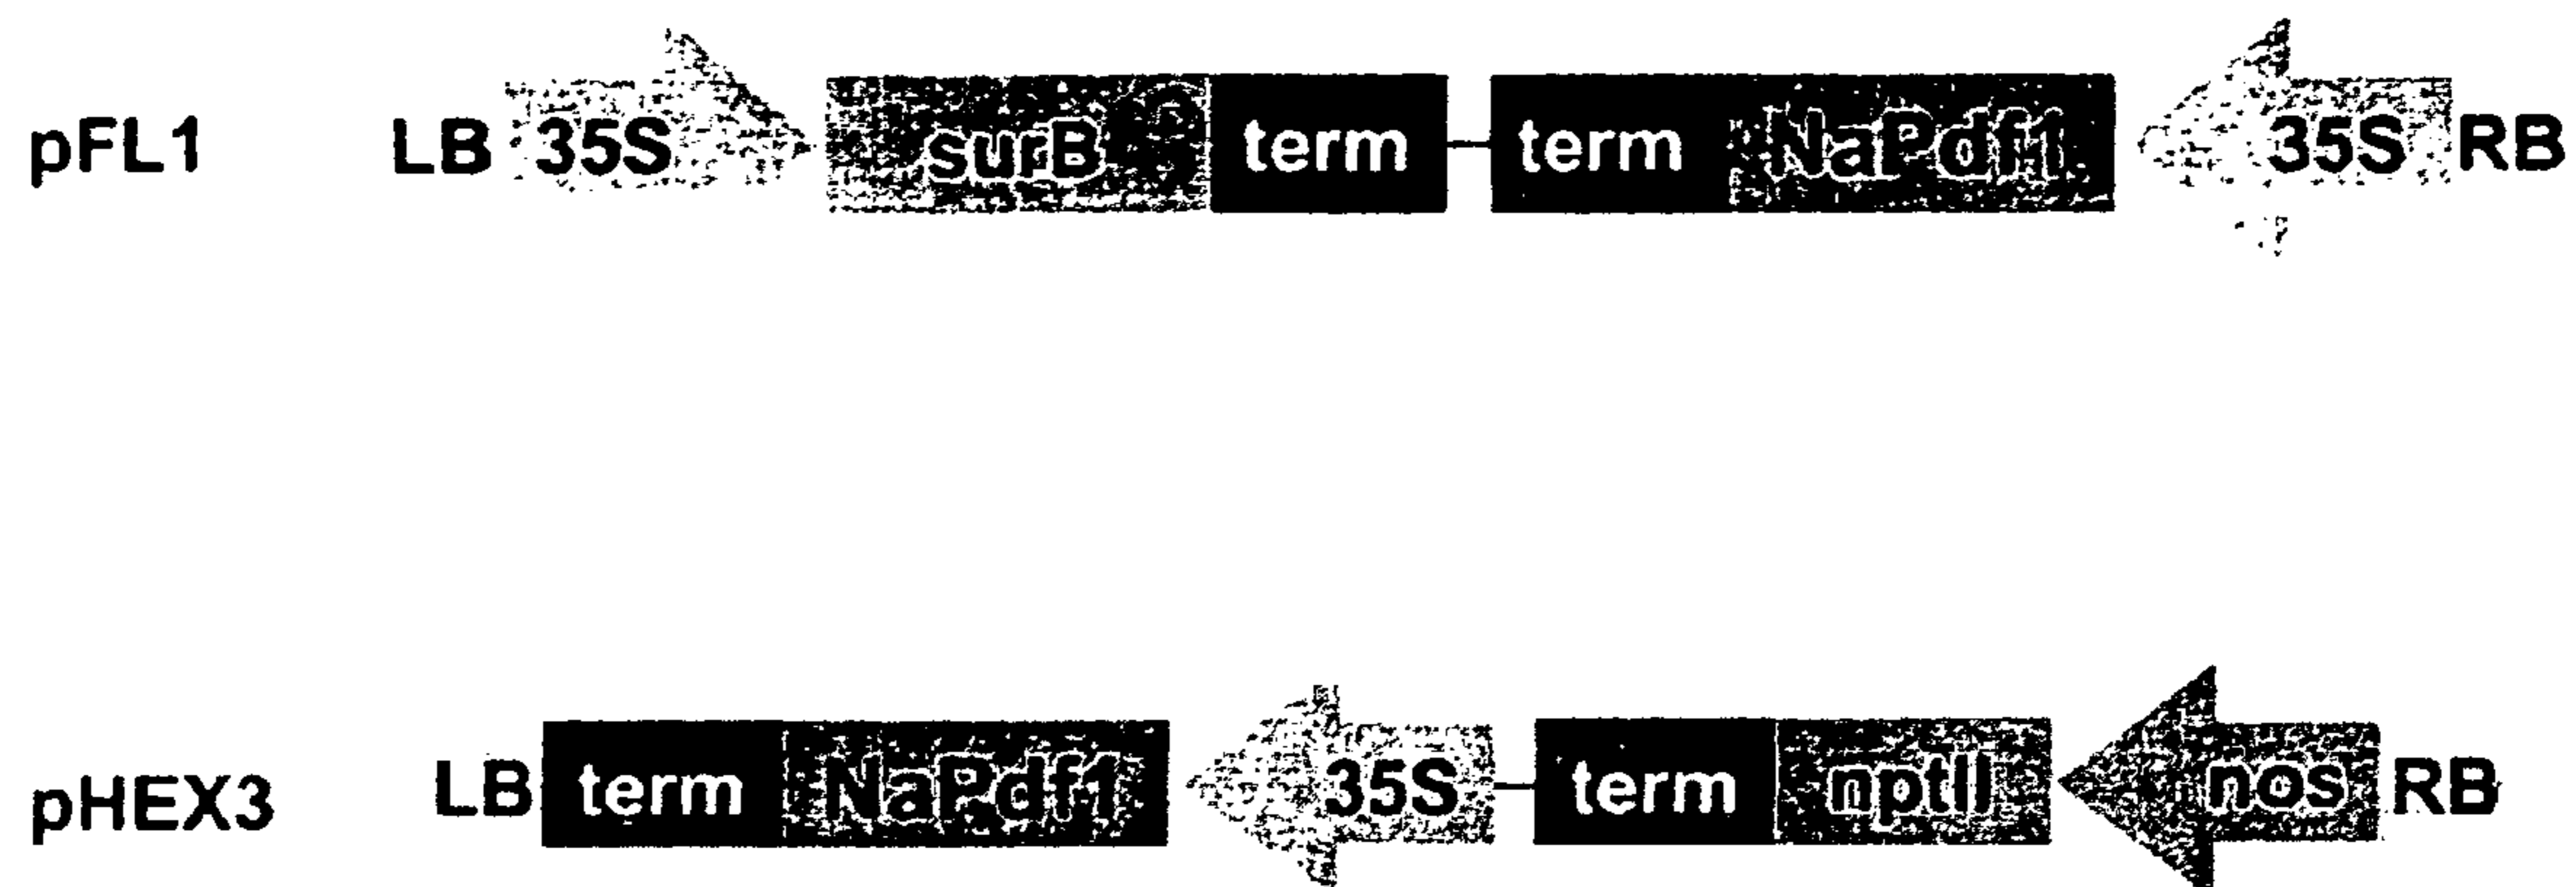 pFL1 LB 35S surB term term NaPdf1 35S RB
pHEX3 LB term NaPdf1 35S term nptII nos RB